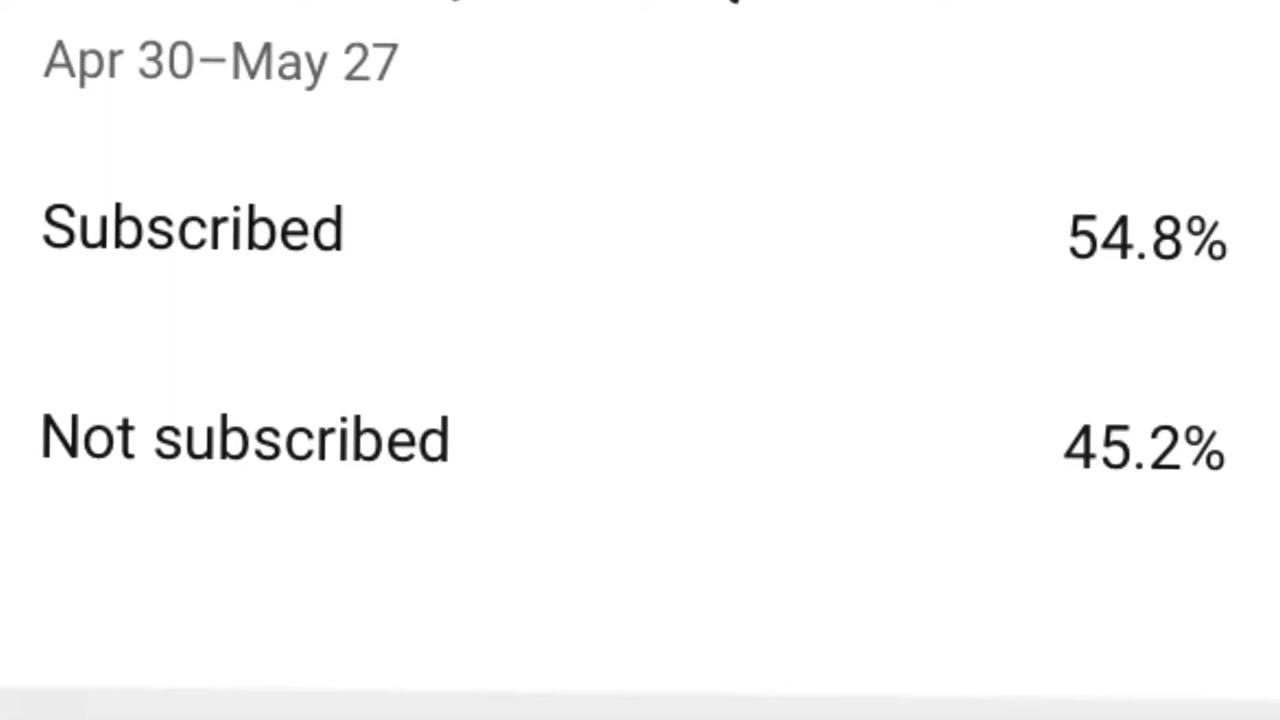 Apr 30–May 27
Subscribed 54.8%
Not subscribed 45.2%